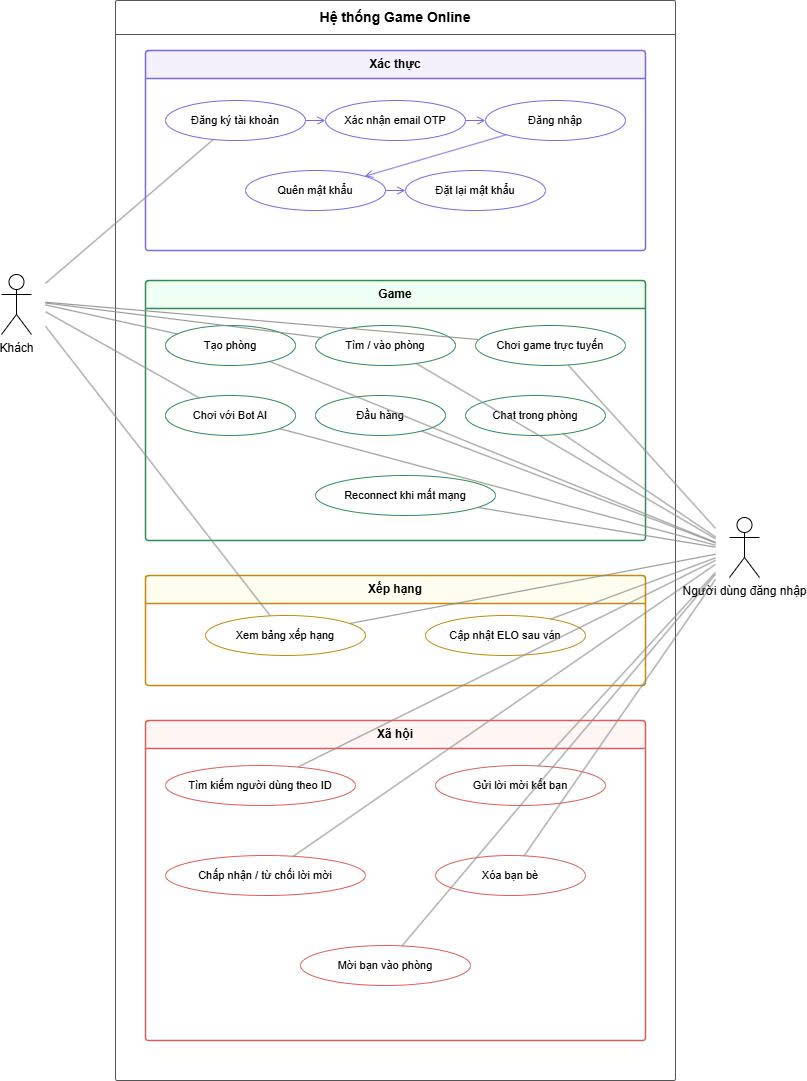 Hệ thống Game Online
Xác thực
Đăng ký tài khoản
Xác nhận email OTP
Đăng nhập
Quên mật khẩu
Đặt lại mật khẩu
Khách
Game
Tạo phòng
Tìm / vào phòng
Chơi game trực tuyến
Chơi với Bot AI
Đầu hàng
Chat trong phòng
Reconnect khi mất mạng
Người dùng đăng nhập
Xếp hạng
Xem bảng xếp hạng
Cập nhật ELO sau ván
Xã hội
Tìm kiếm người dùng theo ID
Gửi lời mời kết bạn
Chấp nhận / từ chối lời mời
Xóa bạn bè
Mời bạn vào phòng